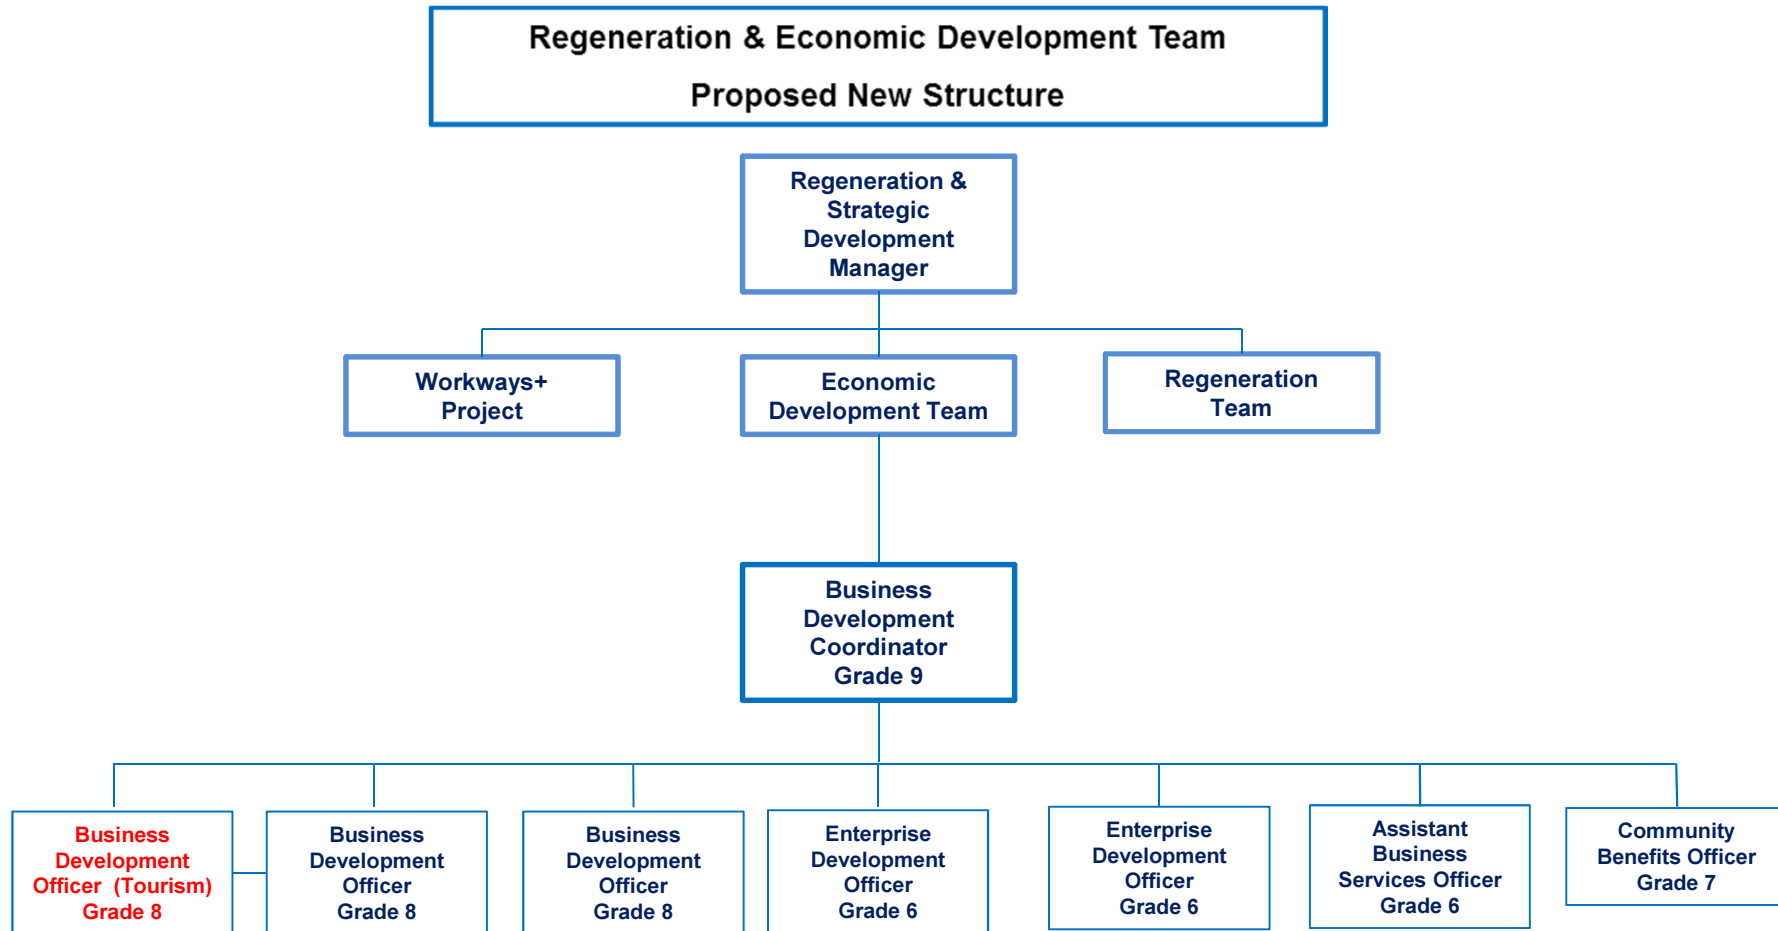 Regeneration & Economic Development Team
Proposed New Structure
Regeneration &
Strategic
Development
Manager
Workways+
Project
Economic
Development Team
Regeneration
Team
Business
Development
Coordinator
Grade 9
Business
Development
Officer (Tourism)
Grade 8
Business
Development
Officer
Grade 8
Business
Development
Officer
Grade 8
Enterprise
Development
Officer
Grade 6
Enterprise
Development
Officer
Grade 6
Assistant
Business
Services Officer
Grade 6
Community
Benefits Officer
Grade 7